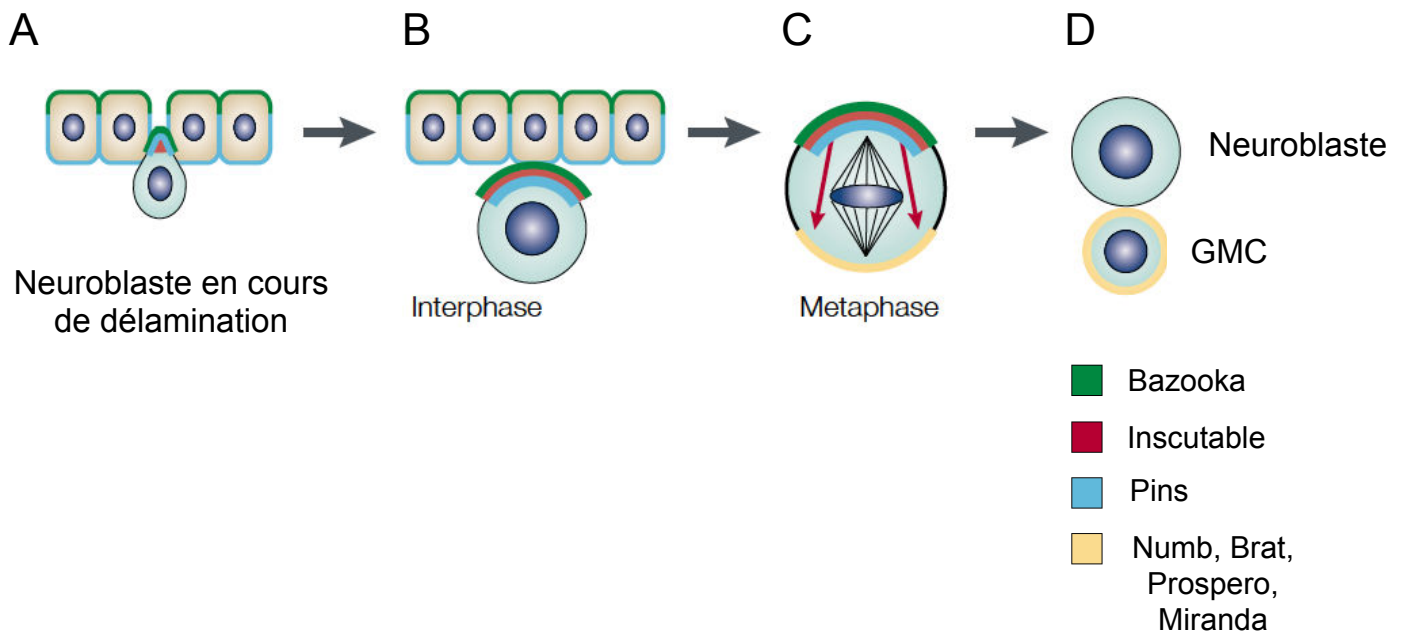 A
B
C
D
Neuroblaste en cours
de délamination
Interphase
Metaphase
Neuroblaste
GMC
Bazooka
Inscutable
Pins
Numb, Brat,
Prospero,
Miranda